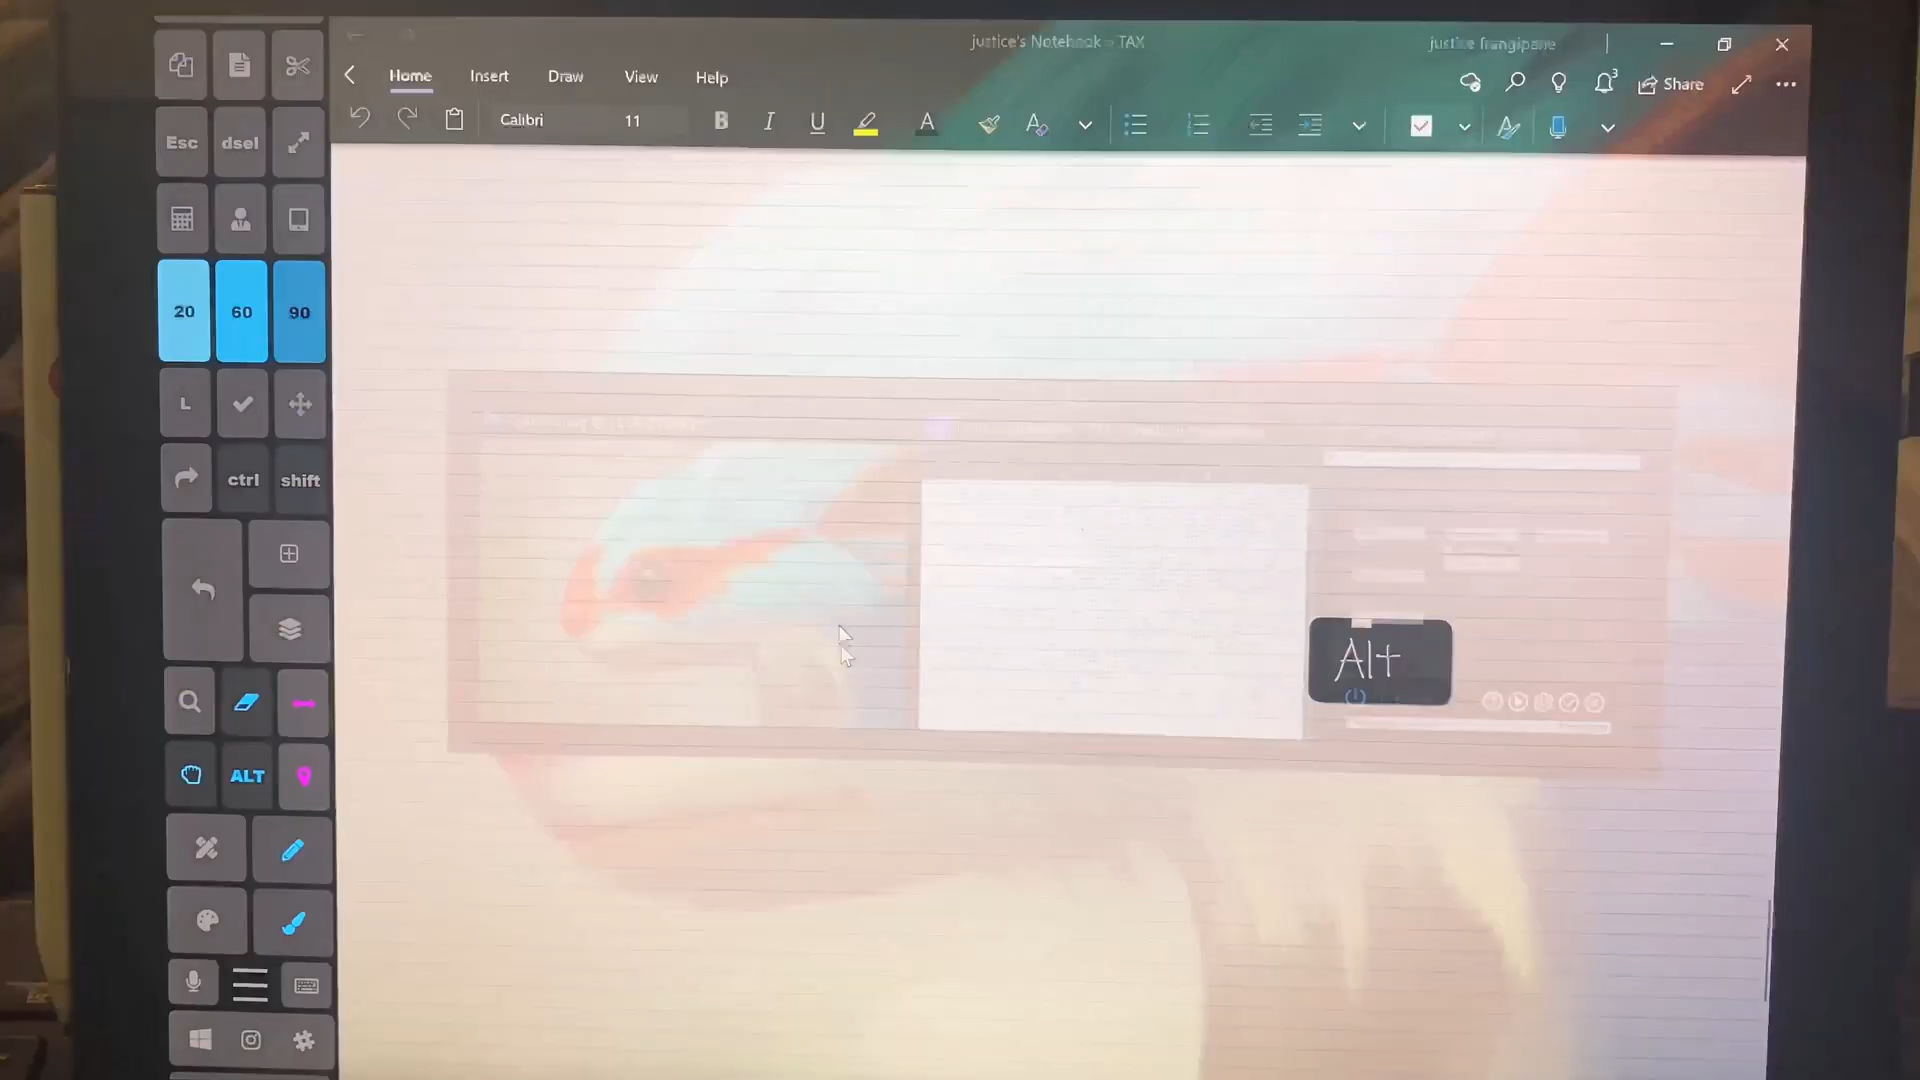 justice's Notebook – TAX
justice frangipane
Home Insert Draw View Help
3
Share
Calibri 11
B I U A A
Esc dsel
20 60 90
L
ctrl shift
Alt
ALT